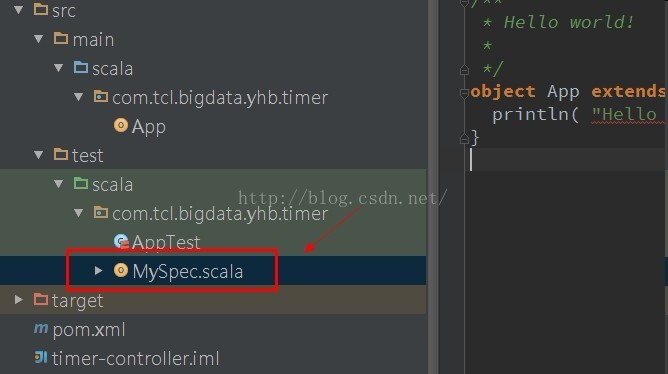 src
main
scala
com.tcl.bigdata.yhb.timer
App
test
scala
com.tcl.bigdata.yhb.timer
AppTest
MySpec.scala
target
pom.xml
timer-controller.iml
/**
* Hello world!
*
*/
object App extends
println( "Hello
}
http://blog.csdn.net/